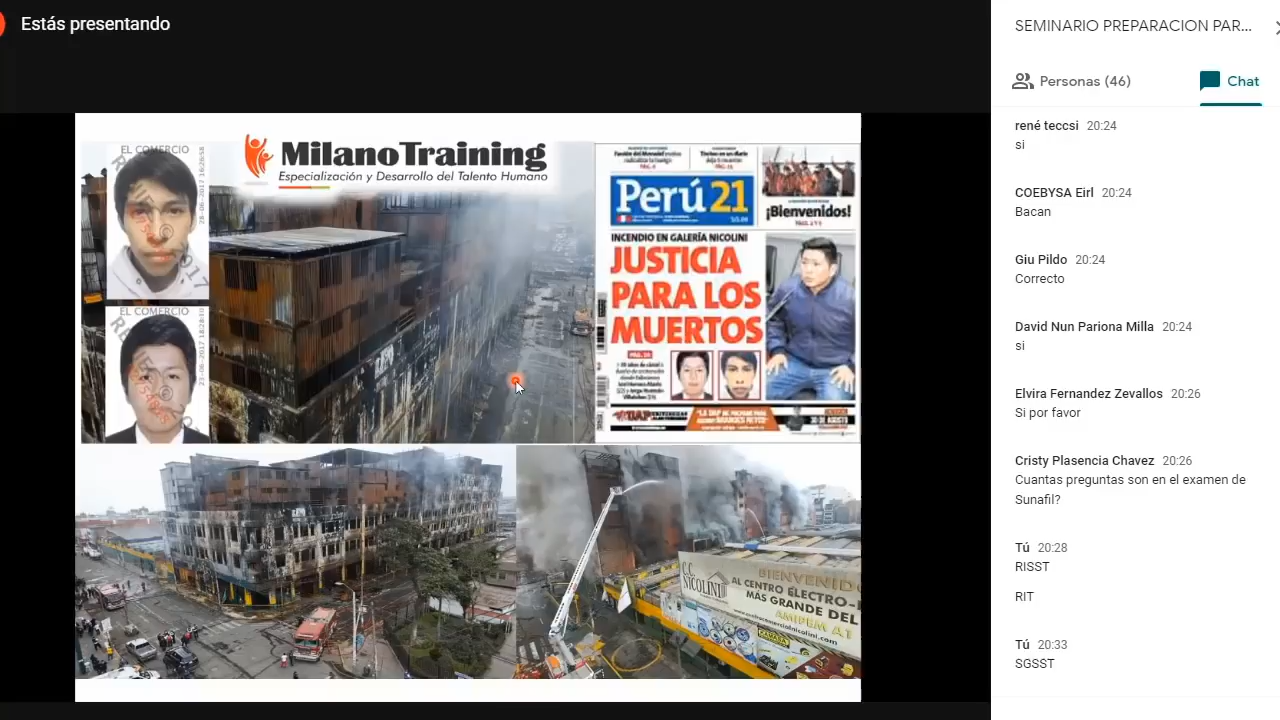 Estás presentando
EL COMERCIO
MilanoTraining
Especialización y Desarrollo del Talento Humano
EL COMERCIO
Perú21
¡Bienvenidos!
INCENDIO EN GALERÍA NICOLINI
JUSTICIA
PARA LOS
MUERTOS
C.C.
NICOLINI
BIENVENIDO
AL CENTRO ELECTRO-
MÁS GRANDE DEL
SEMINARIO PREPARACION PAR...
Personas (46)
Chat
rené teccsi 20:24
si
COEBYSA Eirl 20:24
Bacan
Giu Pildo 20:24
Correcto
David Nun Pariona Milla 20:24
si
Elvira Fernandez Zevallos 20:26
Si por favor
Cristy Plasencia Chavez 20:26
Cuantas preguntas son en el examen de
Sunafil?
Tú 20:28
RISST
RIT
Tú 20:33
SGSST